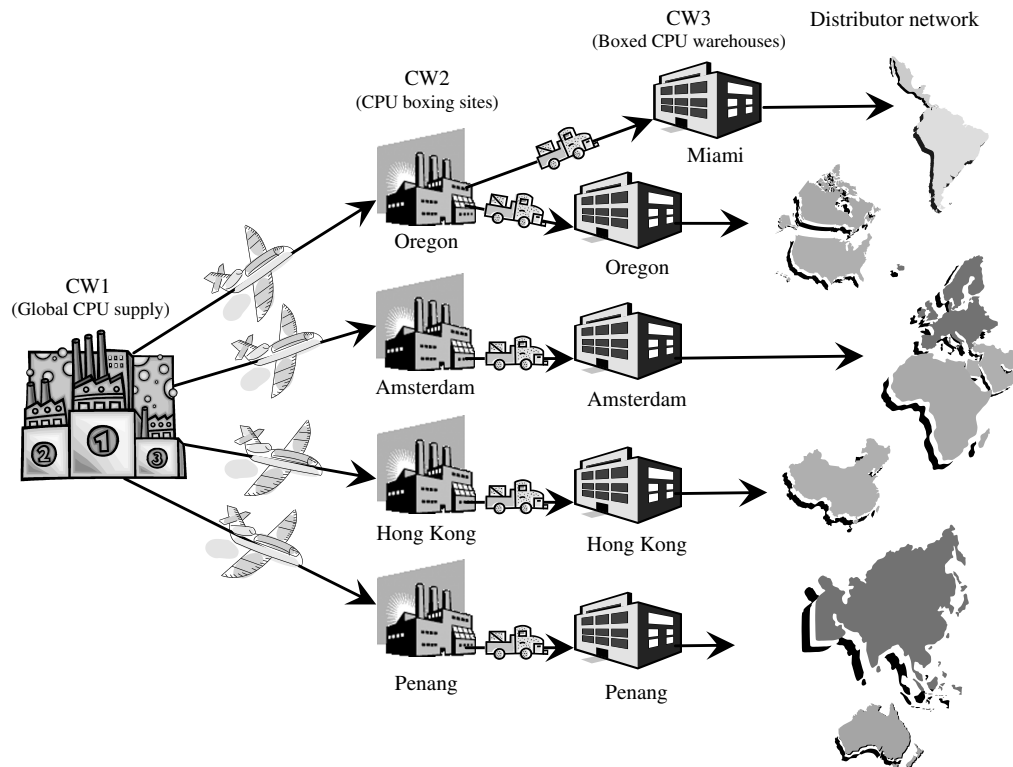 CW3
(Boxed CPU warehouses)
Distributor network
CW2
(CPU boxing sites)
Miami
Oregon
Oregon
CW1
(Global CPU supply)
Amsterdam
Amsterdam
2
1
3
Hong Kong
Hong Kong
Penang
Penang